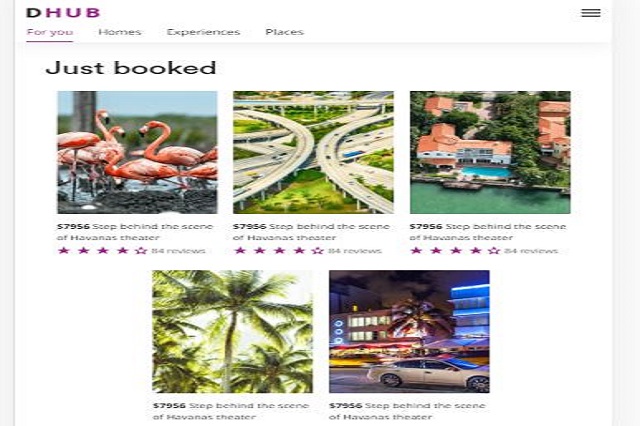 DHUB
For you Homes Experiences Places
Just booked
$7956 Step behind the scene
of Havanas theater
84 reviews
$7956 Step behind the scene
of Havanas theater
84 reviews
$7956 Step behind the scene
of Havanas theater
84 reviews
$7956 Step behind the scene
of Havanas theater
$7956 Step behind the scene
of Havanas theater